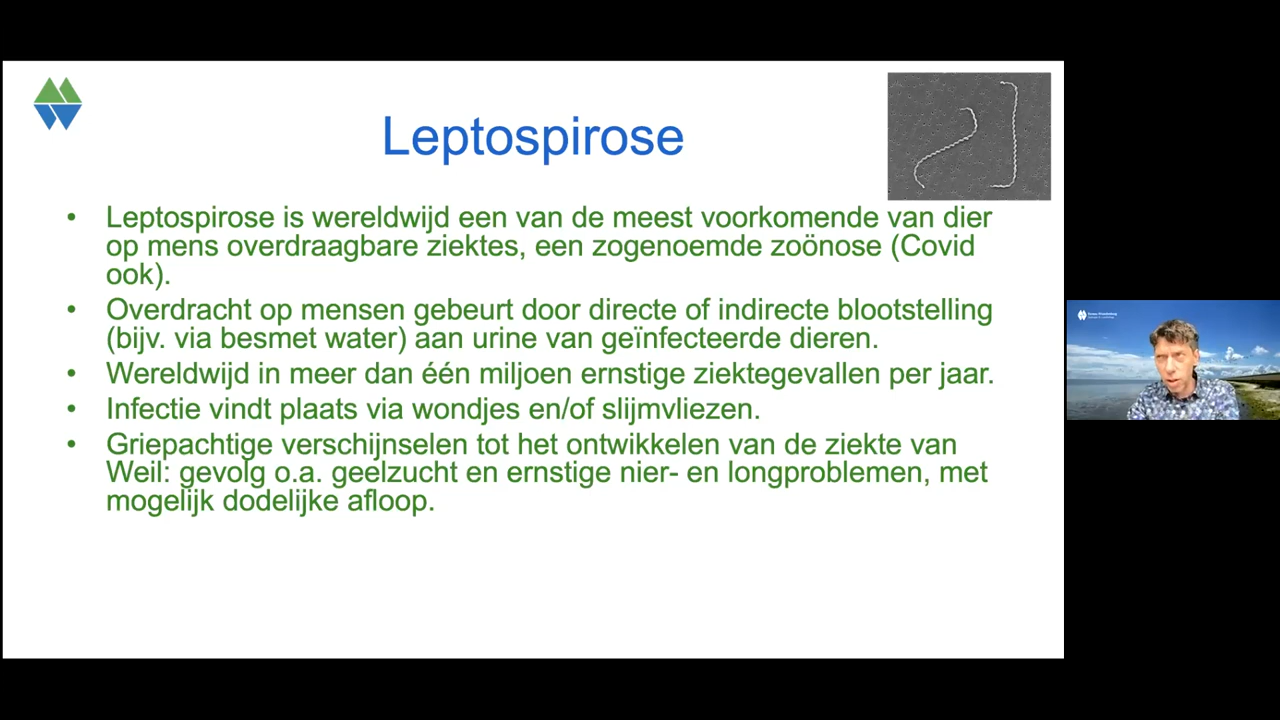 Leptospirose
• Leptospirose is wereldwijd een van de meest voorkomende van dier
op mens overdraagbare ziektes, een zogenoemde zoönose (Covid
ook).
• Overdracht op mensen gebeurt door directe of indirecte blootstelling
(bijv. via besmet water) aan urine van geïnfecteerde dieren.
• Wereldwijd in meer dan één miljoen ernstige ziektegevallen per jaar.
• Infectie vindt plaats via wondjes en/of slijmvliezen.
• Griepachtige verschijnselen tot het ontwikkelen van de ziekte van
Weil: gevolg o.a. geelzucht en ernstige nier- en longproblemen, met
mogelijk dodelijke afloop.